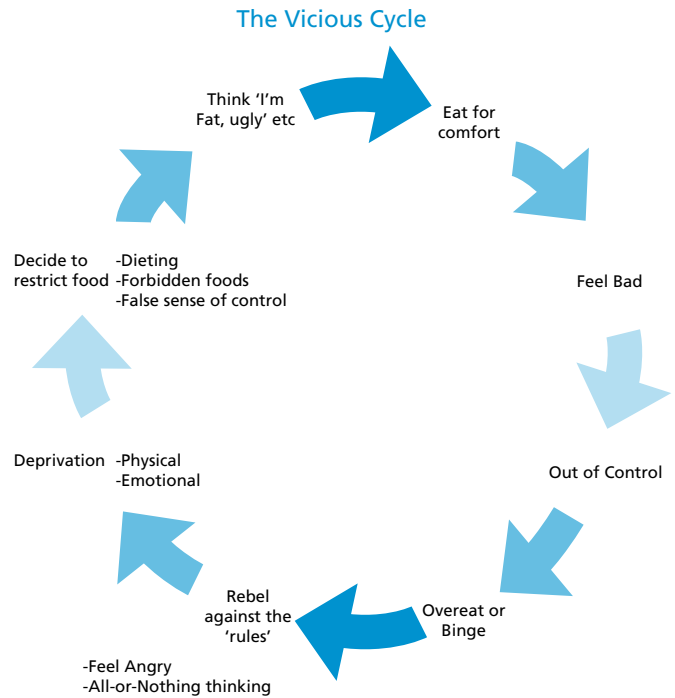 The Vicious Cycle
Think ‘I’m
Fat, ugly’ etc
Eat for
comfort
Feel Bad
Out of Control
Overeat or
Binge
Rebel
against the
‘rules’
-Feel Angry
-All-or-Nothing thinking
Deprivation
-Physical
-Emotional
Decide to
restrict food
-Dieting
-Forbidden foods
-False sense of control